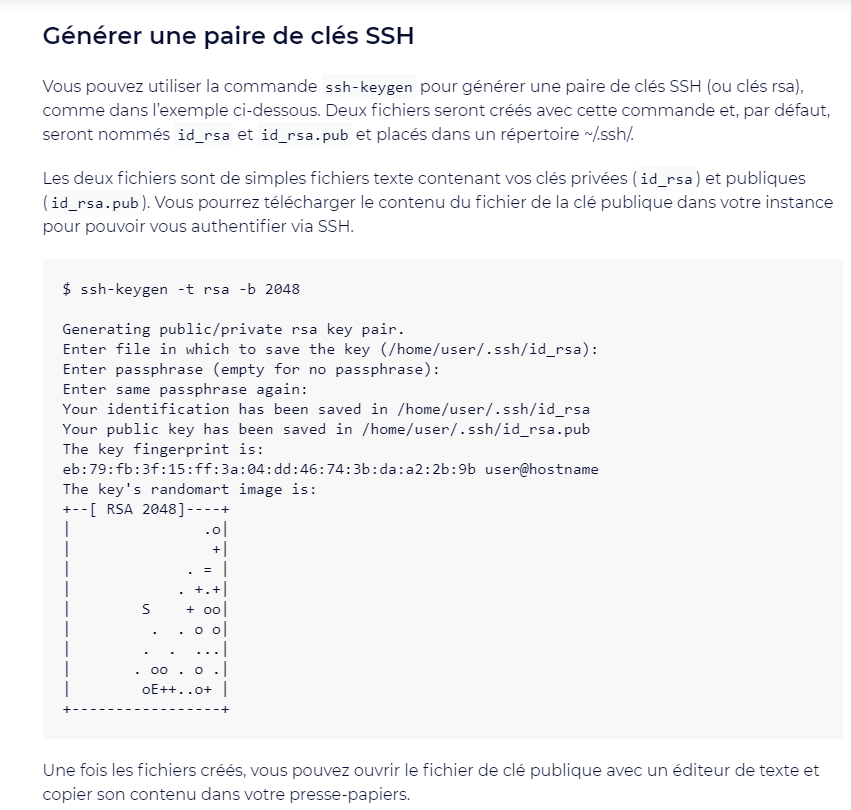 Générer une paire de clés SSH
Vous pouvez utiliser la commande ssh-keygen pour générer une paire de clés SSH (ou clés rsa),
comme dans l'exemple ci-dessous. Deux fichiers seront créés avec cette commande et, par défaut,
seront nommés id_rsa et id_rsa.pub et placés dans un répertoire ~/.ssh/.
Les deux fichiers sont de simples fichiers texte contenant vos clés privées (id_rsa) et publiques
(id_rsa.pub). Vous pourrez télécharger le contenu du fichier de la clé publique dans votre instance
pour pouvoir vous authentifier via SSH.
$ ssh-keygen -t rsa -b 2048
Generating public/private rsa key pair.
Enter file in which to save the key (/home/user/.ssh/id_rsa):
Enter passphrase (empty for no passphrase):
Enter same passphrase again:
Your identification has been saved in /home/user/.ssh/id_rsa
Your public key has been saved in /home/user/.ssh/id_rsa.pub
The key fingerprint is:
eb:79:fb:3f:15:ff:3a:04:dd:46:74:3b:da:a2:2b:9b user@hostname
The key's randomart image is:
+--[ RSA 2048]----+
|               .o|
|                +|
|             . = |
|            . +.+|
|        S    + oo|
|         .  . o o|
|        .  .  ...|
|       . oo . o .|
|        oE++..o+ |
+-----------------+
Une fois les fichiers créés, vous pouvez ouvrir le fichier de clé publique avec un éditeur de texte et
copier son contenu dans votre presse-papiers.